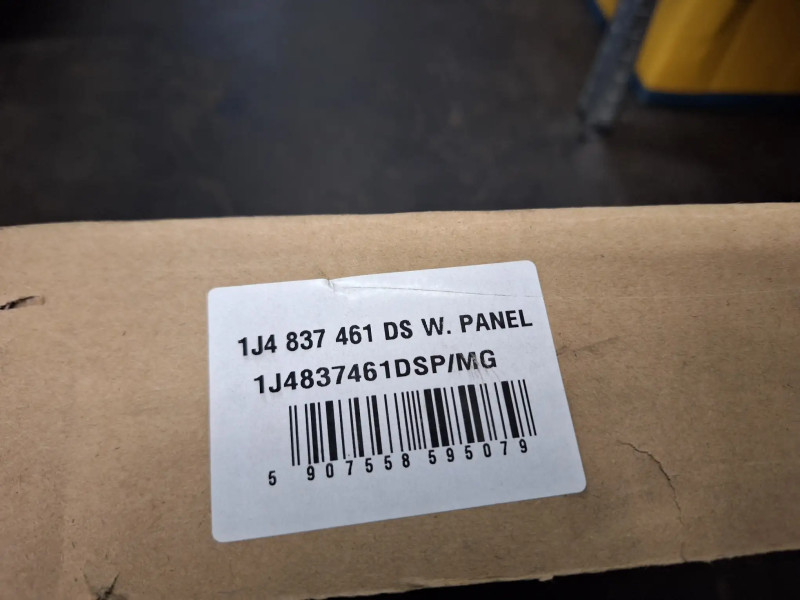 1J4 837 461 DS W. PANEL
1J4837461DSP/MG
5 907558 595079